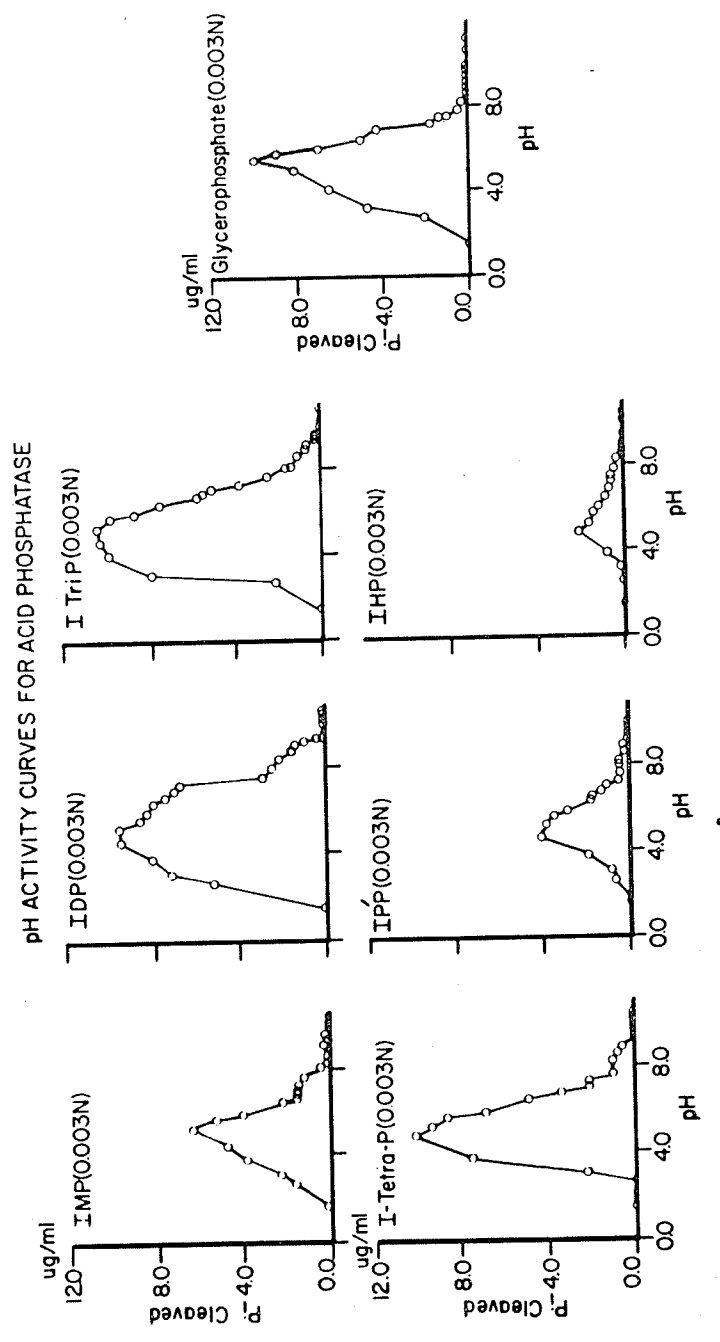 pH ACTIVITY CURVES FOR ACID PHOSPHATASE
ug/ml
12.0
8.0
4.0
0.0
Pi Cleaved
IMP(0.003N)
IDP(0.003N)
I TriP(0.003N)
ug/ml
12.0
8.0
4.0
0.0
Pi Cleaved
I-Tetra-P(0.003N)
0.0 4.0 8.0
pH
IPP(0.003N)
0.0 4.0 8.0
pH
IHP(0.003N)
0.0 4.0 8.0
pH
ug/ml
12.0
8.0
4.0
0.0
Pi Cleaved
Glycerophosphate(0.003N)
0.0 4.0 8.0
pH